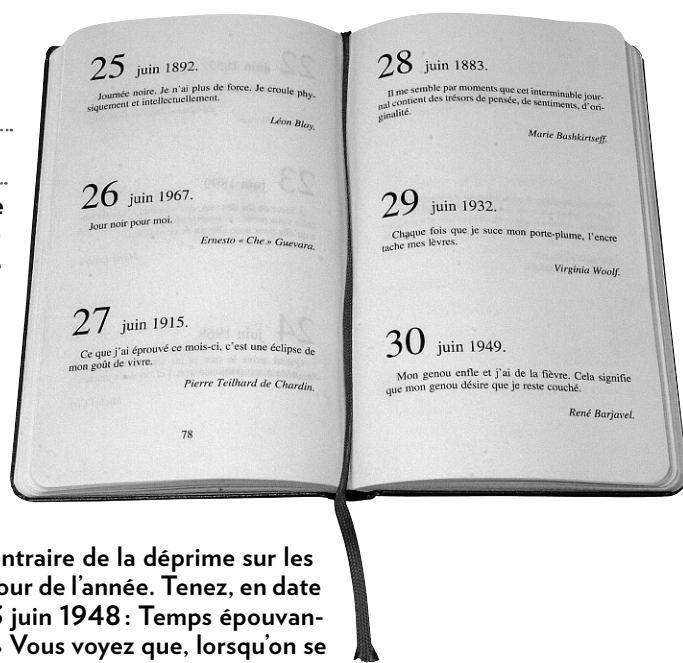 25 juin 1892.
Journée noire. Je n'ai plus de force. Je croule phy-
siquement et intellectuellement.
Léon Bloy.
26 juin 1967.
Jour noir pour moi.
Ernesto « Che » Guevara.
27 juin 1915.
Ce que j'ai éprouvé ce mois-ci, c'est une éclipse de
mon goût de vivre.
Pierre Teilhard de Chardin.
78
28 juin 1883.
Il me semble par moments que cet interminable jour-
nal contient des trésors de pensée, de sentiments, d'ori-
ginalité.
Marie Bashkirtseff.
29 juin 1932.
Chaque fois que je suce mon porte-plume, l'encre
tache mes lèvres.
Virginia Woolf.
30 juin 1949.
Mon genou enfle et j'ai de la fièvre. Cela signifie
que mon genou désire que je reste couché.
René Barjavel.
de la déprime sur les
de l'année. Tenez, en date
juin 1948 : Temps épouvan-
Vous voyez que, lorsqu'on se